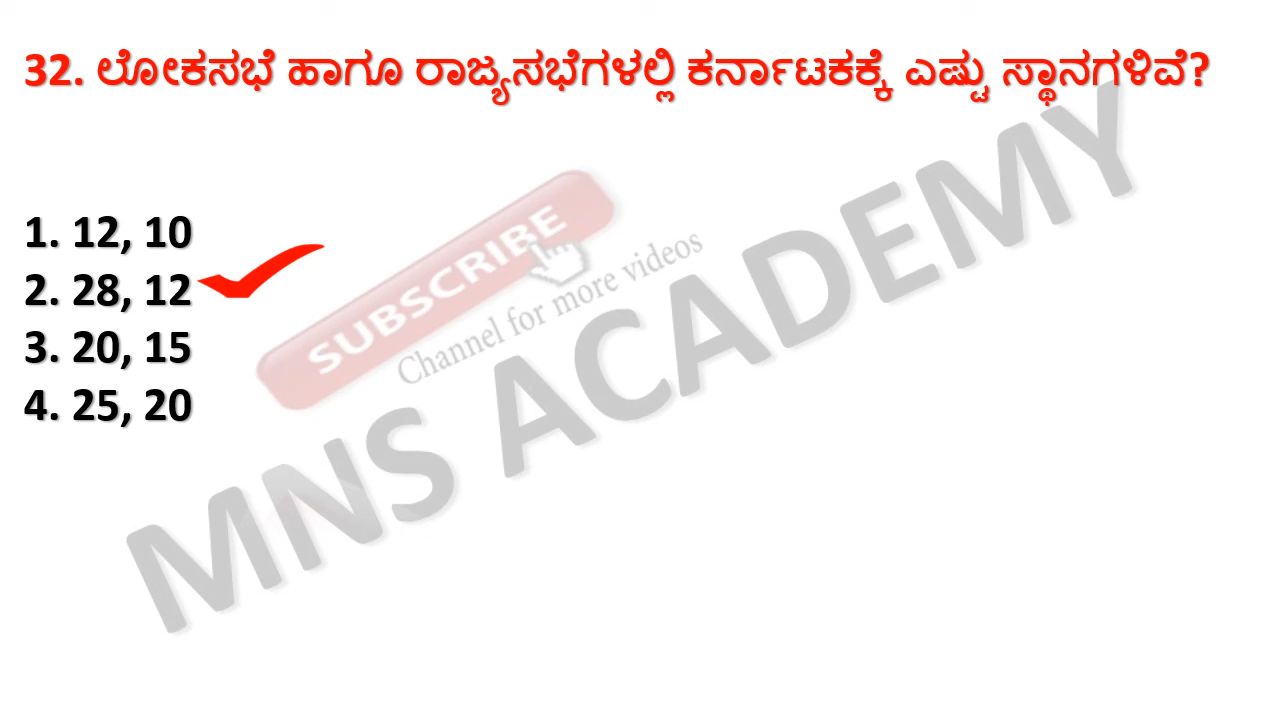 32. ಲೋಕಸಭೆ ಹಾಗೂ ರಾಜ್ಯಸಭೆಗಳಲ್ಲಿ ಕರ್ನಾಟಕಕ್ಕೆ ಎಷ್ಟು ಸ್ಥಾನಗಳಿವೆ?
1. 12, 10
2. 28, 12
3. 20, 15
4. 25, 20
SUBSCRIBE
Channel for more videos
MNS ACADEMY